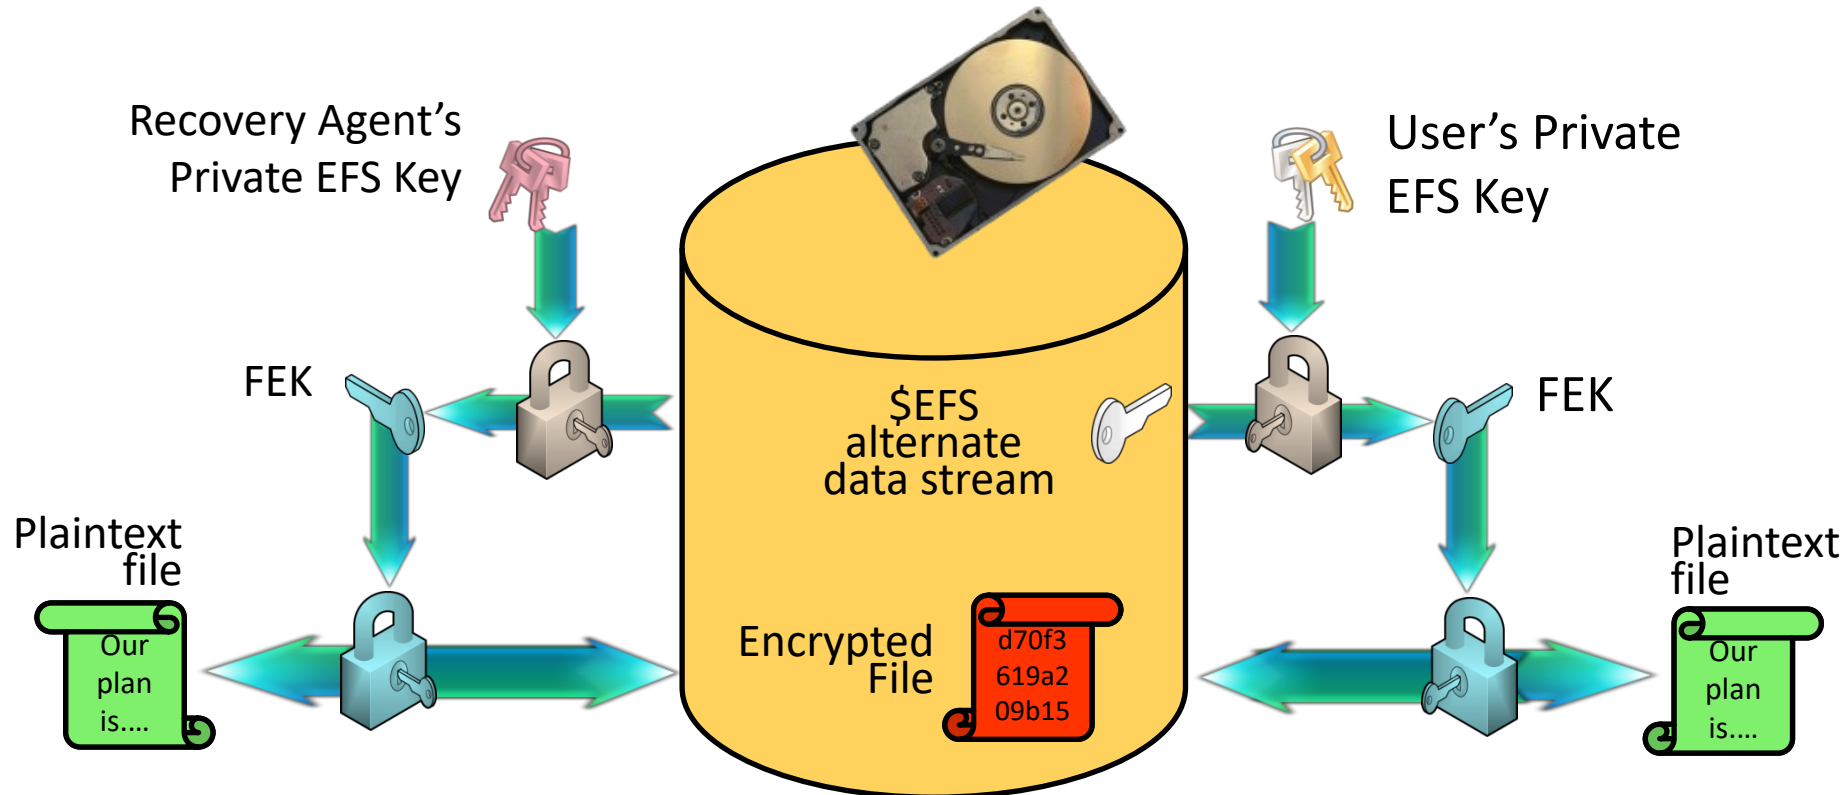 Recovery Agent’s
Private EFS Key
User’s Private
EFS Key
FEK
$EFS
alternate
data stream
FEK
Plaintext
file
Our
plan
is....
Encrypted
File
d70f3
619a2
09b15
Plaintext
file
Our
plan
is....